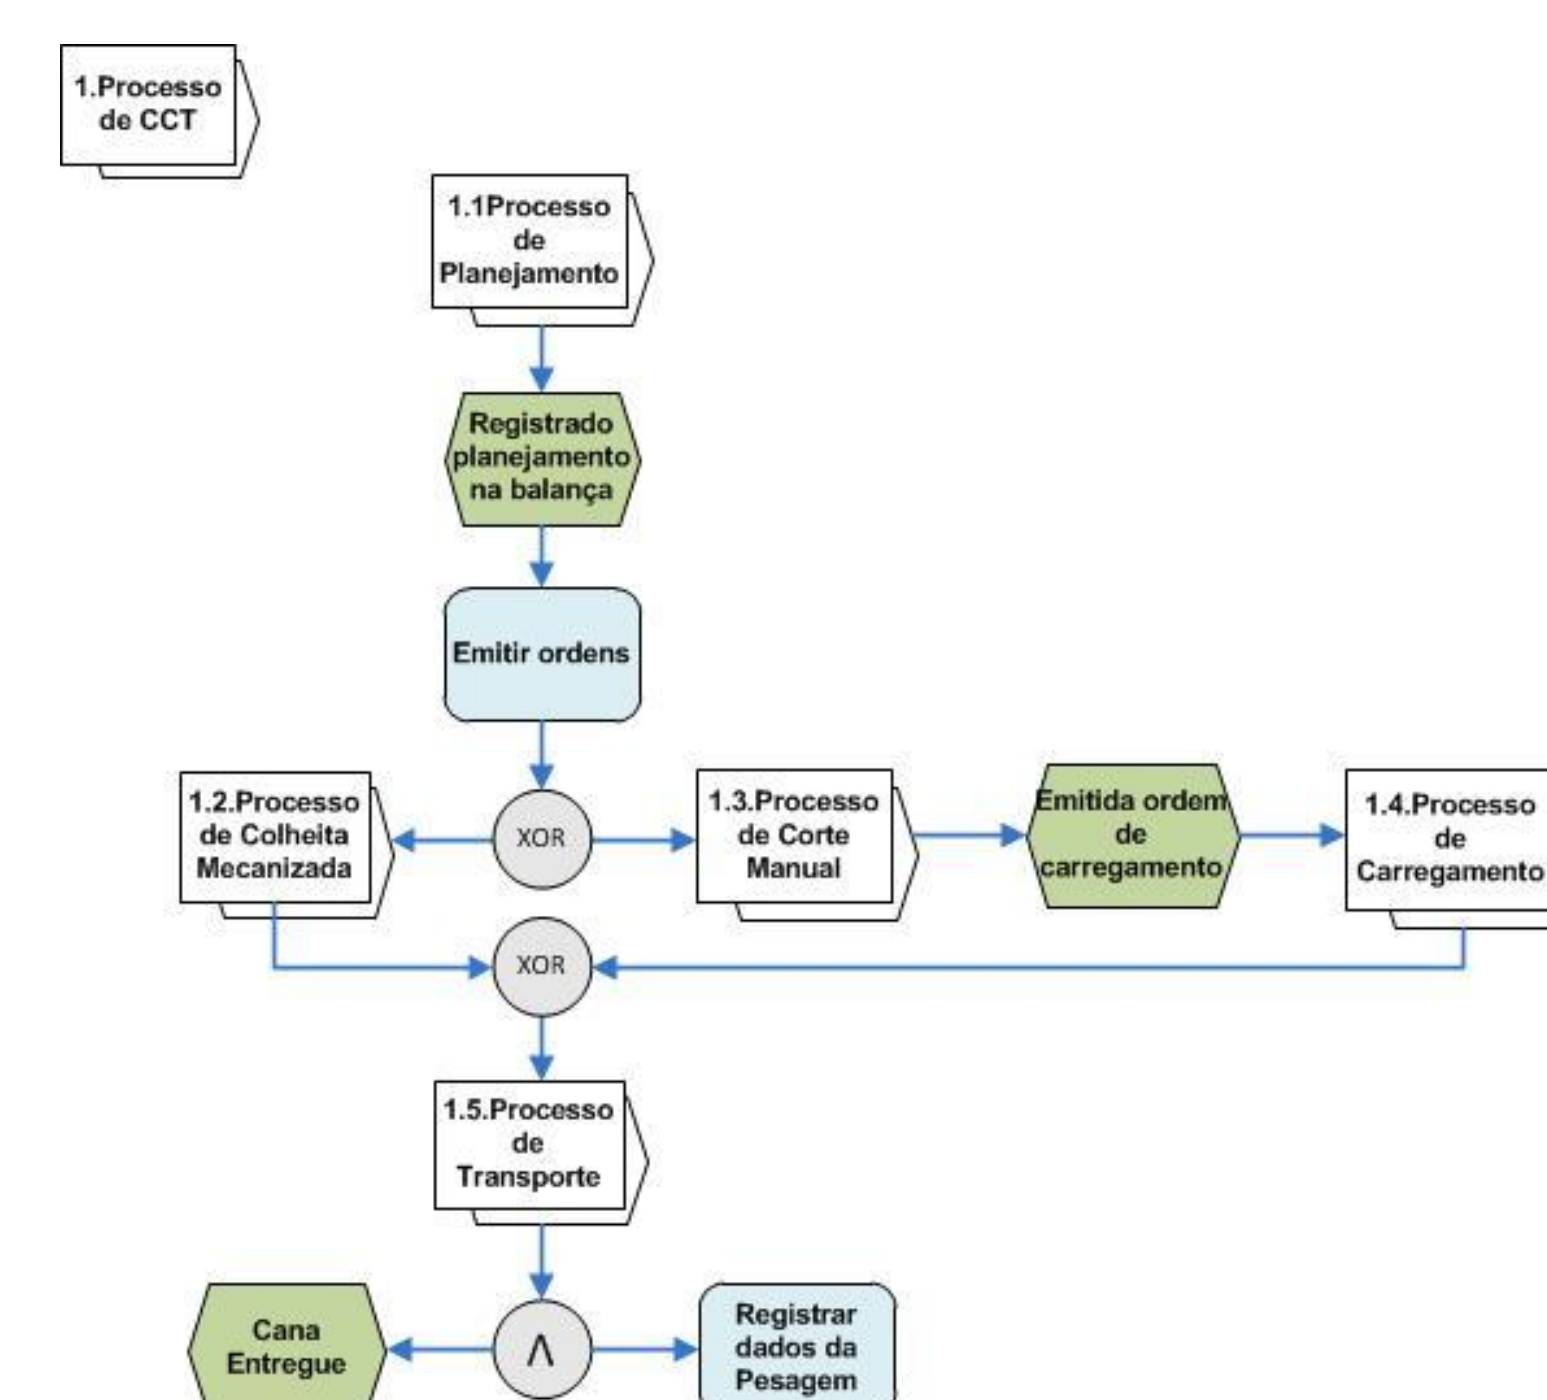 1.Processo
de CCT
1.1Processo
de
Planejamento
Registrado
planejamento
na balança
Emitir ordens
1.2.Processo
de Colheita
Mecanizada
XOR
1.3.Processo
de Corte
Manual
Emitida ordem
de
carregamento
1.4.Processo
de
Carregamento
XOR
1.5.Processo
de
Transporte
Cana
Entregue
Λ
Registrar
dados da
Pesagem